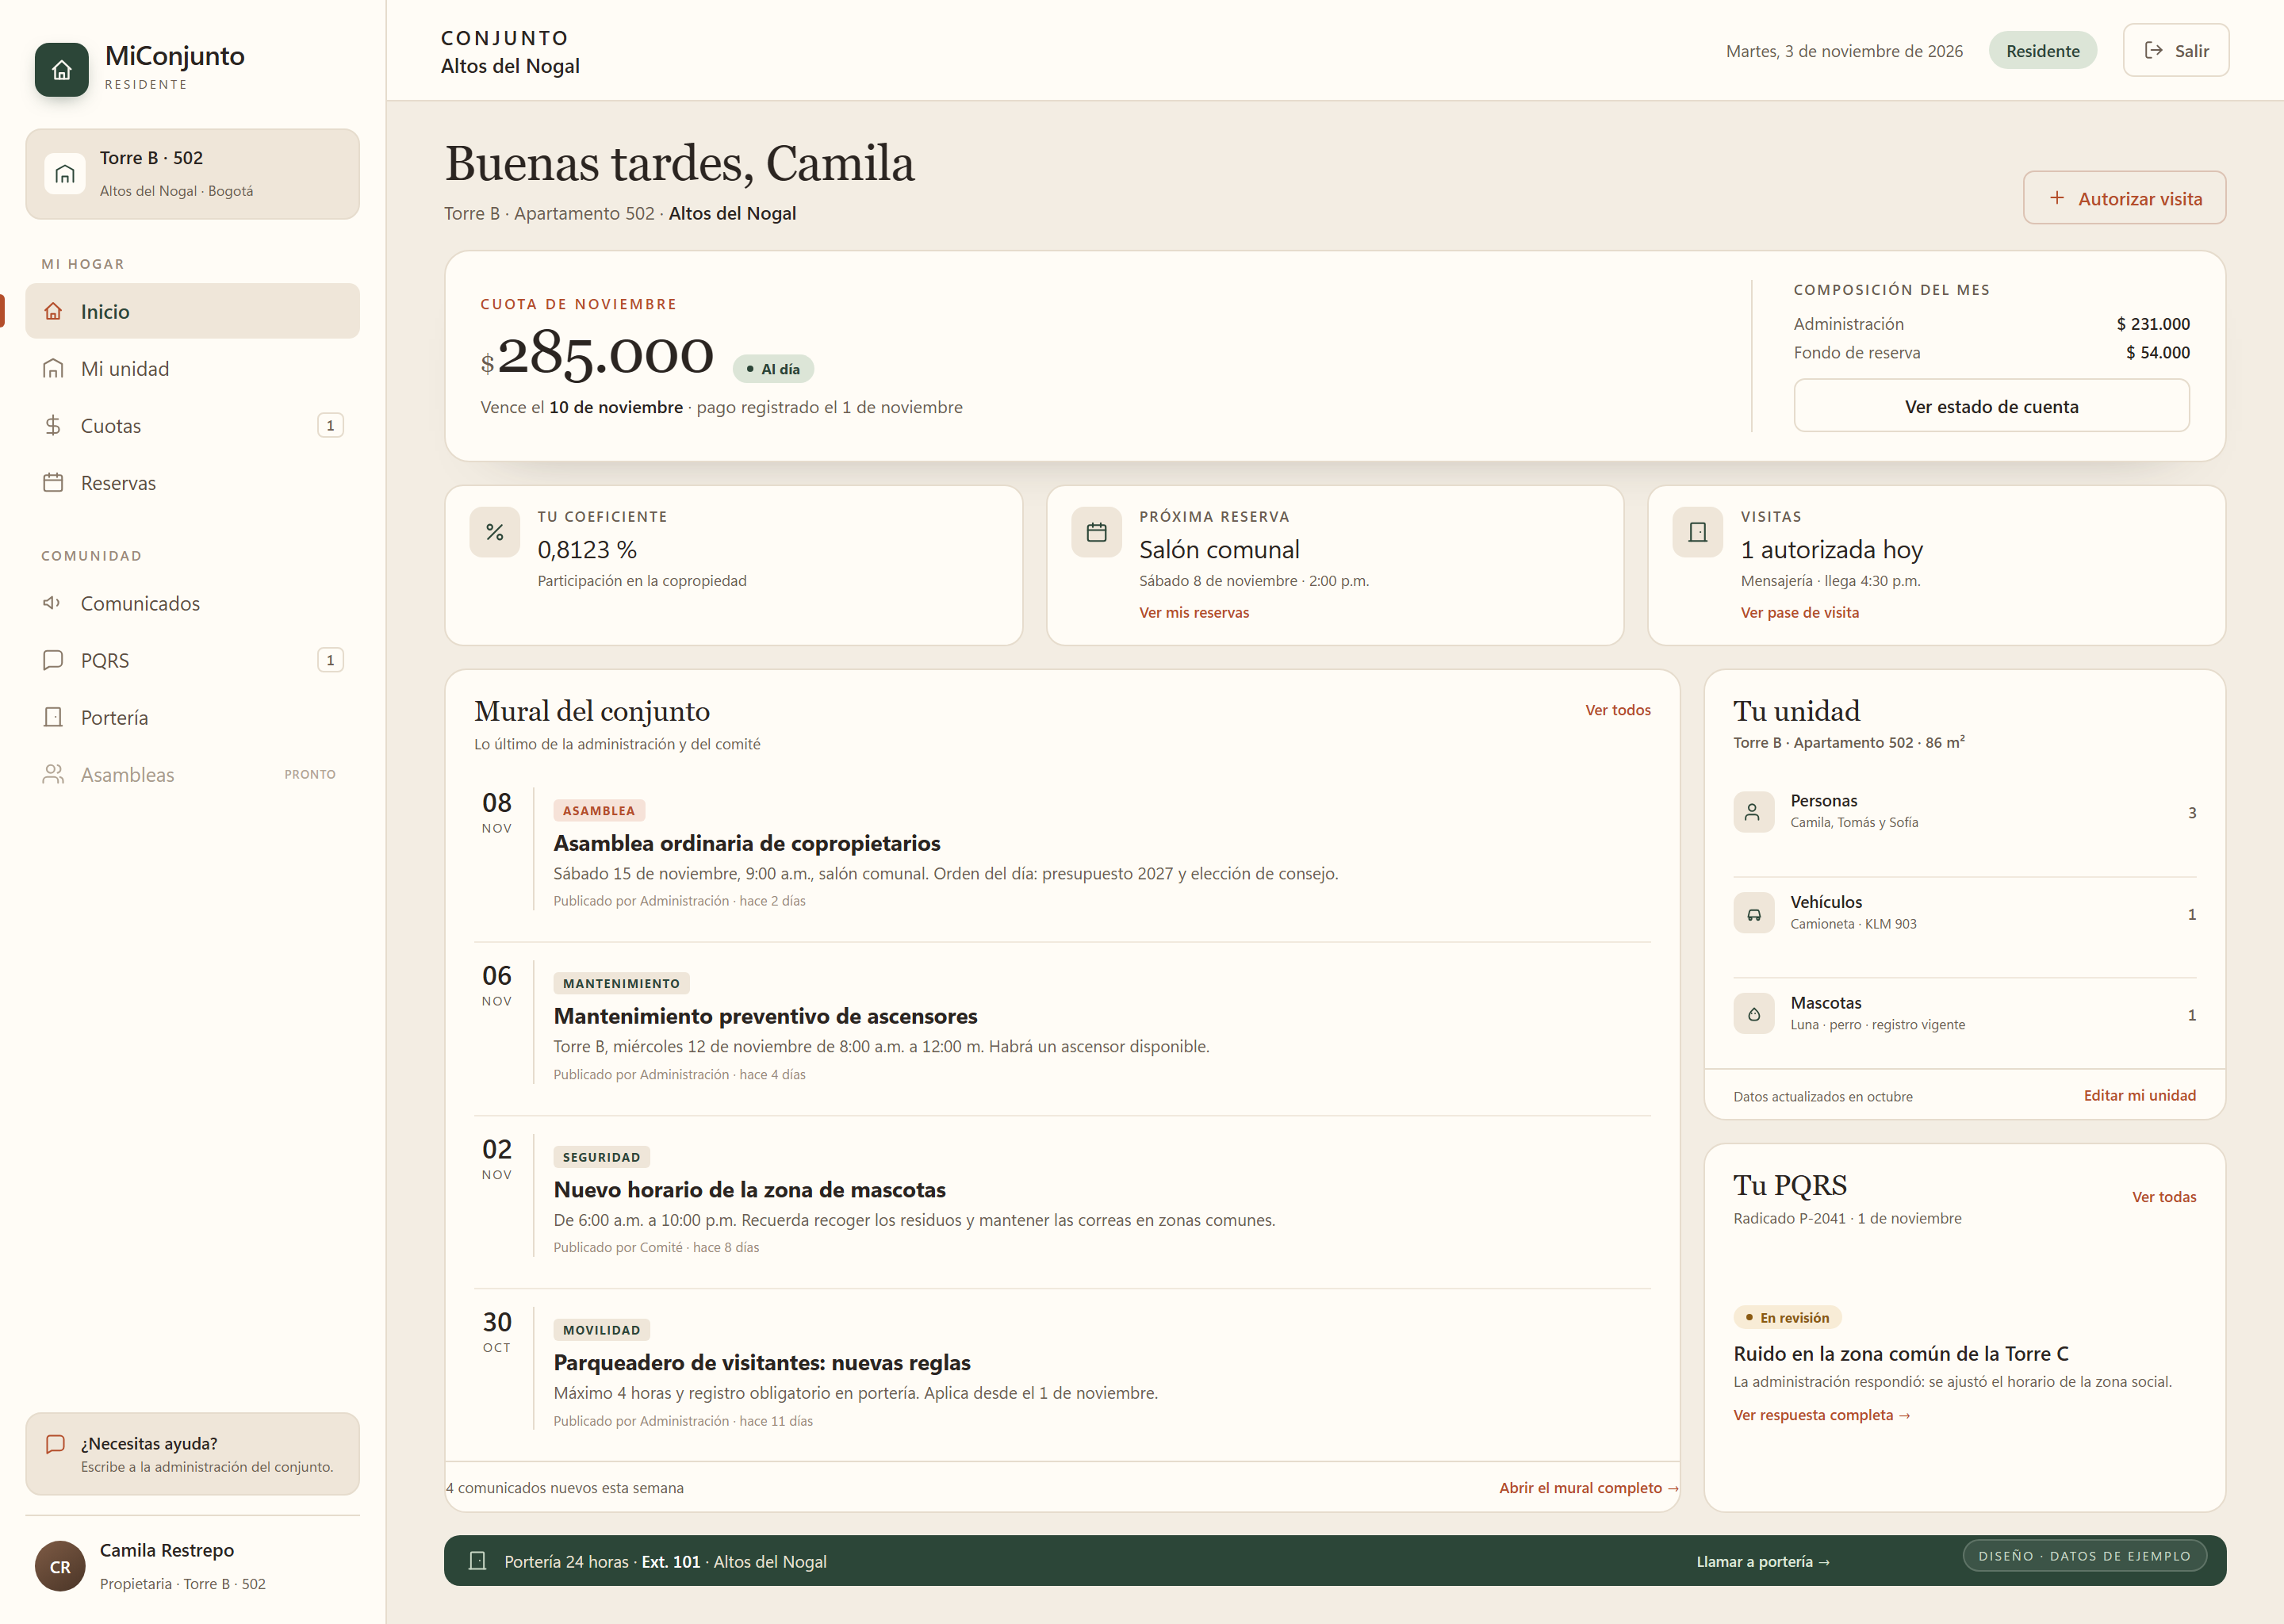 MiConjunto
RESIDENTE
Torre B · 502
Altos del Nogal · Bogotá
MI HOGAR
Inicio
Mi unidad
Cuotas 1
Reservas
COMUNIDAD
Comunicados
PQRS 1
Portería
Asambleas PRONTO
¿Necesitas ayuda?
Escribe a la administración del conjunto.
CR
Camila Restrepo
Propietaria · Torre B · 502
CONJUNTO
Altos del Nogal
Martes, 3 de noviembre de 2026
Residente
Salir
Buenas tardes, Camila
Torre B · Apartamento 502 · Altos del Nogal
+ Autorizar visita
CUOTA DE NOVIEMBRE
$285.000
Al día
Vence el 10 de noviembre · pago registrado el 1 de noviembre
COMPOSICIÓN DEL MES
Administración $ 231.000
Fondo de reserva $ 54.000
Ver estado de cuenta
TU COEFICIENTE
0,8123 %
Participación en la copropiedad
PRÓXIMA RESERVA
Salón comunal
Sábado 8 de noviembre · 2:00 p.m.
Ver mis reservas
VISITAS
1 autorizada hoy
Mensajería · llega 4:30 p.m.
Ver pase de visita
Mural del conjunto
Ver todos
Lo último de la administración y del comité
08
NOV
ASAMBLEA
Asamblea ordinaria de copropietarios
Sábado 15 de noviembre, 9:00 a.m., salón comunal. Orden del día: presupuesto 2027 y elección de consejo.
Publicado por Administración · hace 2 días
06
NOV
MANTENIMIENTO
Mantenimiento preventivo de ascensores
Torre B, miércoles 12 de noviembre de 8:00 a.m. a 12:00 m. Habrá un ascensor disponible.
Publicado por Administración · hace 4 días
02
NOV
SEGURIDAD
Nuevo horario de la zona de mascotas
De 6:00 a.m. a 10:00 p.m. Recuerda recoger los residuos y mantener las correas en zonas comunes.
Publicado por Comité · hace 8 días
30
OCT
MOVILIDAD
Parqueadero de visitantes: nuevas reglas
Máximo 4 horas y registro obligatorio en portería. Aplica desde el 1 de noviembre.
Publicado por Administración · hace 11 días
4 comunicados nuevos esta semana
Abrir el mural completo →
Tu unidad
Torre B · Apartamento 502 · 86 m²
Personas 3
Camila, Tomás y Sofía
Vehículos 1
Camioneta · KLM 903
Mascotas 1
Luna · perro · registro vigente
Datos actualizados en octubre
Editar mi unidad
Tu PQRS
Ver todas
Radicado P-2041 · 1 de noviembre
En revisión
Ruido en la zona común de la Torre C
La administración respondió: se ajustó el horario de la zona social.
Ver respuesta completa →
Portería 24 horas · Ext. 101 · Altos del Nogal
Llamar a portería →
DISEÑO · DATOS DE EJEMPLO